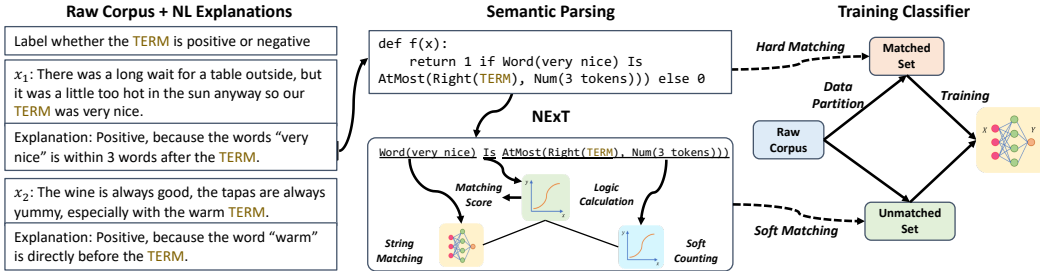 Raw Corpus + NL Explanations
Label whether the TERM is positive or negative
x₁: There was a long wait for a table outside, but
it was a little too hot in the sun anyway so our
TERM was very nice.
Explanation: Positive, because the words “very
nice” is within 3 words after the TERM.
x₂: The wine is always good, the tapas are always
yummy, especially with the warm TERM.
Explanation: Positive, because the word “warm”
is directly before the TERM.
Semantic Parsing
def f(x):
return 1 if Word(very nice) Is
AtMost(Right(TERM), Num(3 tokens))) else 0
NExT
Word(very nice) Is AtMost(Right(TERM), Num(3 tokens)))
Matching
Score
y
x
Logic
Calculation
String
Matching
y
x
Soft
Counting
Training Classifier
Hard Matching
Matched
Set
Data
Partition
Training
Raw
Corpus
X
Y
Soft Matching
Unmatched
Set